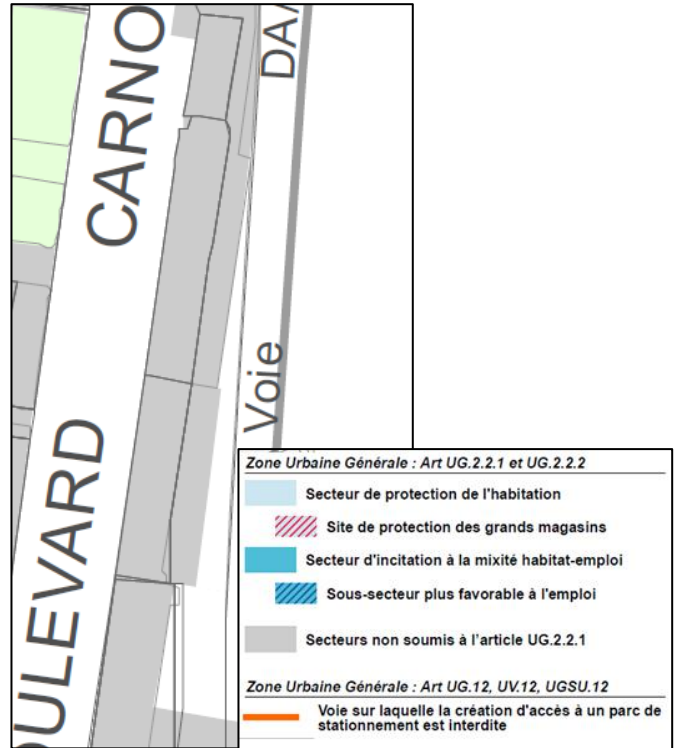 BOULEVARD CARNO
Voie DA
Zone Urbaine Générale : Art UG.2.2.1 et UG.2.2.2
Secteur de protection de l'habitation
Site de protection des grands magasins
Secteur d'incitation à la mixité habitat-emploi
Sous-secteur plus favorable à l'emploi
Secteurs non soumis à l'article UG.2.2.1
Zone Urbaine Générale : Art UG.12, UV.12, UGSU.12
Voie sur laquelle la création d'accès à un parc de
stationnement est interdite